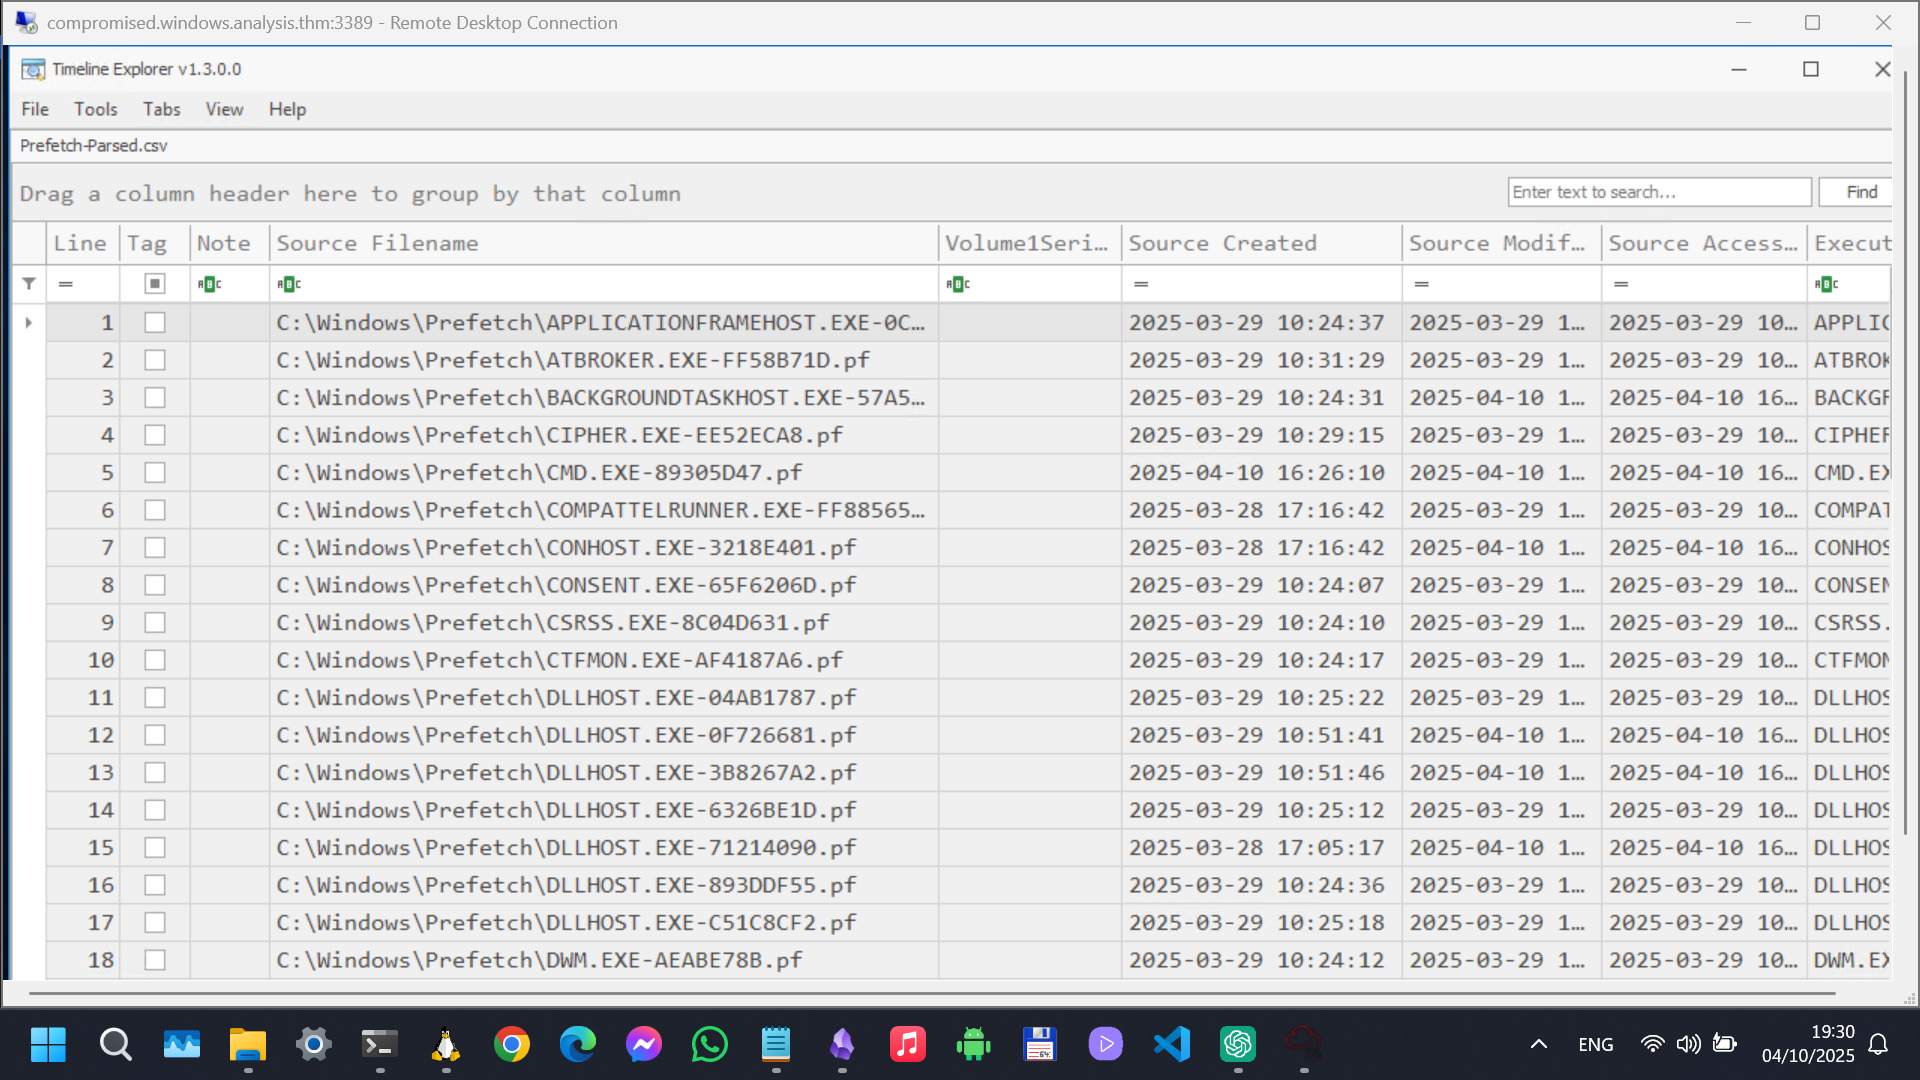 compromised.windows.analysis.thm:3389 - Remote Desktop Connection
Timeline Explorer v1.3.0.0
File Tools Tabs View Help
Prefetch-Parsed.csv
Drag a column header here to group by that column
Enter text to search... Find
Line Tag Note Source Filename Volume1Seri... Source Created Source Modif... Source Access... Execut
= ABC ABC ABC = = = ABC
1 C:\Windows\Prefetch\APPLICATIONFRAMEHOST.EXE-0C... 2025-03-29 10:24:37 2025-03-29 1... 2025-03-29 10... APPLIC
2 C:\Windows\Prefetch\ATBROKER.EXE-FF58B71D.pf 2025-03-29 10:31:29 2025-03-29 1... 2025-03-29 10... ATBROK
3 C:\Windows\Prefetch\BACKGROUNDTASKHOST.EXE-57A5... 2025-03-29 10:24:31 2025-04-10 1... 2025-04-10 16... BACKGR
4 C:\Windows\Prefetch\CIPHER.EXE-EE52ECA8.pf 2025-03-29 10:29:15 2025-03-29 1... 2025-03-29 10... CIPHER
5 C:\Windows\Prefetch\CMD.EXE-89305D47.pf 2025-04-10 16:26:10 2025-04-10 1... 2025-04-10 16... CMD.EX
6 C:\Windows\Prefetch\COMPATTELRUNNER.EXE-FF88565... 2025-03-28 17:16:42 2025-03-29 1... 2025-03-29 10... COMPAT
7 C:\Windows\Prefetch\CONHOST.EXE-3218E401.pf 2025-03-28 17:16:42 2025-04-10 1... 2025-04-10 16... CONHOS
8 C:\Windows\Prefetch\CONSENT.EXE-65F6206D.pf 2025-03-29 10:24:07 2025-03-29 1... 2025-03-29 10... CONSEN
9 C:\Windows\Prefetch\CSRSS.EXE-8C04D631.pf 2025-03-29 10:24:10 2025-03-29 1... 2025-03-29 10... CSRSS.
10 C:\Windows\Prefetch\CTFMON.EXE-AF4187A6.pf 2025-03-29 10:24:17 2025-03-29 1... 2025-03-29 10... CTFMON
11 C:\Windows\Prefetch\DLLHOST.EXE-04AB1787.pf 2025-03-29 10:25:22 2025-03-29 1... 2025-03-29 10... DLLHOS
12 C:\Windows\Prefetch\DLLHOST.EXE-0F726681.pf 2025-03-29 10:51:41 2025-04-10 1... 2025-04-10 16... DLLHOS
13 C:\Windows\Prefetch\DLLHOST.EXE-3B8267A2.pf 2025-03-29 10:51:46 2025-04-10 1... 2025-04-10 16... DLLHOS
14 C:\Windows\Prefetch\DLLHOST.EXE-6326BE1D.pf 2025-03-29 10:25:12 2025-03-29 1... 2025-03-29 10... DLLHOS
15 C:\Windows\Prefetch\DLLHOST.EXE-71214090.pf 2025-03-28 17:05:17 2025-04-10 1... 2025-04-10 16... DLLHOS
16 C:\Windows\Prefetch\DLLHOST.EXE-893DDF55.pf 2025-03-29 10:24:36 2025-03-29 1... 2025-03-29 10... DLLHOS
17 C:\Windows\Prefetch\DLLHOST.EXE-C51C8CF2.pf 2025-03-29 10:25:18 2025-03-29 1... 2025-03-29 10... DLLHOS
18 C:\Windows\Prefetch\DWM.EXE-AEABE78B.pf 2025-03-29 10:24:12 2025-03-29 1... 2025-03-29 10... DWM.EX
64
ENG
19:30
04/10/2025